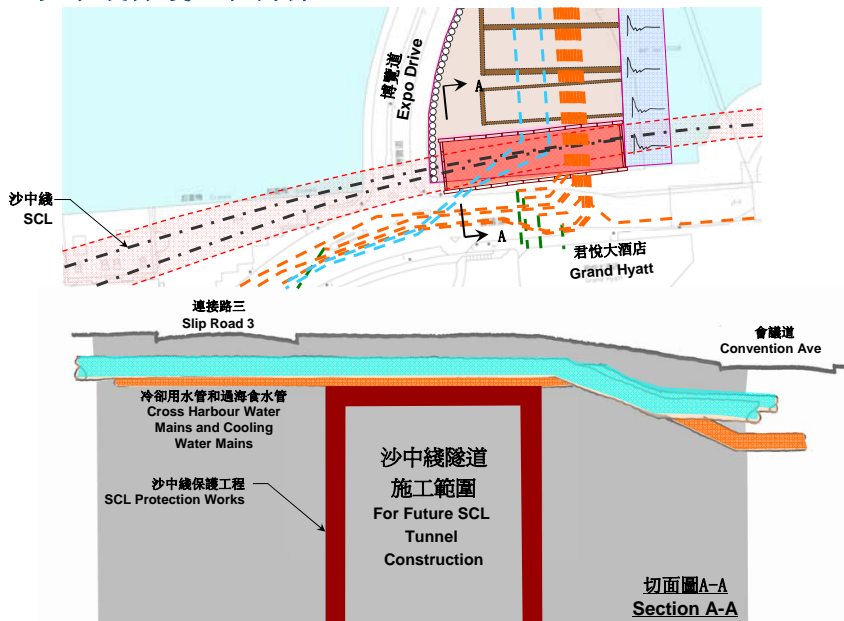 博覽道
Expo Drive
A
沙中綫
SCL
A
君悅大酒店
Grand Hyatt
連接路三
Slip Road 3
會議道
Convention Ave
冷卻用水管和過海食水管
Cross Harbour Water
Mains and Cooling
Water Mains
沙中綫保護工程
SCL Protection Works
沙中綫隧道
施工範圍
For Future SCL
Tunnel
Construction
切面圖A-A
Section A-A